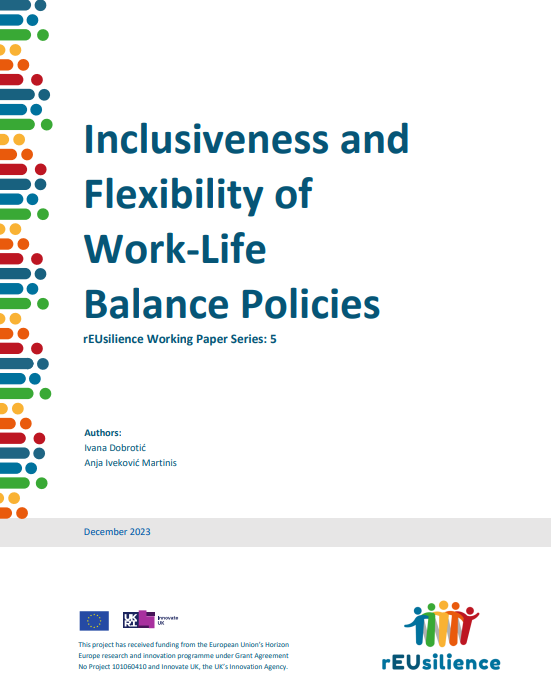 Inclusiveness and
Flexibility of
Work-Life
Balance Policies
rEUsilience Working Paper Series: 5
Authors:
Ivana Dobrotić
Anja Iveković Martinis
December 2023
UK
RI
Innovate
UK
This project has received funding from the European Union's Horizon
Europe research and innovation programme under Grant Agreement
No Project 101060410 and Innovate UK, the UK's Innovation Agency.
rEUsilience